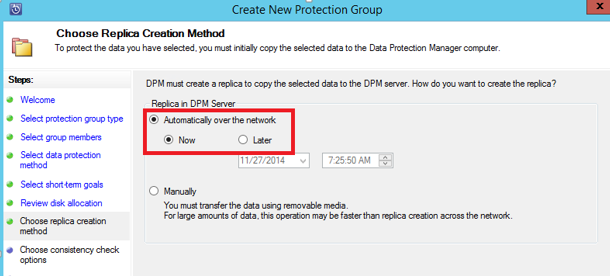 Create New Protection Group
Choose Replica Creation Method
To protect the data you have selected, you must initially copy the selected data to the Data Protection Manager computer.
Steps:
Welcome
Select protection group type
Select group members
Select data protection
method
Select short-term goals
Review disk allocation
Choose replica creation
method
Choose consistency check
options
DPM must create a replica to copy the selected data to the DPM server. How do you want to create the replica?
Replica in DPM Server
Automatically over the network
Now Later
11/27/2014 7:25:50 AM
Manually
You must transfer the data using removable media.
For large amounts of data, this operation may be faster than replica creation across the network.